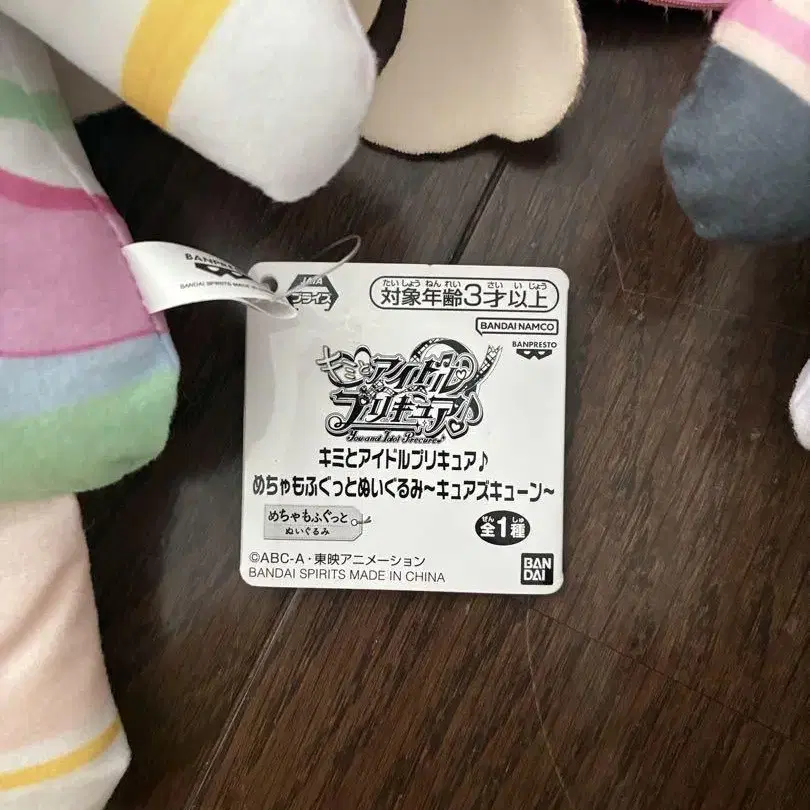 BANPRESTO
BANDAI SPIRITS MADE IN
JAIA
プライズ
たいしょうねんれい さい いじょう
対象年齢3才以上
BANDAI NAMCO
BANPRESTO
キミとアイドル
プリキュア♪
You and Idol Precure♪
キミとアイドルプリキュア♪
めちゃもふぐっとぬいぐるみ~キュアズキューン~
めちゃもふぐっと
ぬいぐるみ
ぜん しゅ
全1種
©ABC-A・東映アニメーション
BANDAI SPIRITS MADE IN CHINA
BAN
DAI